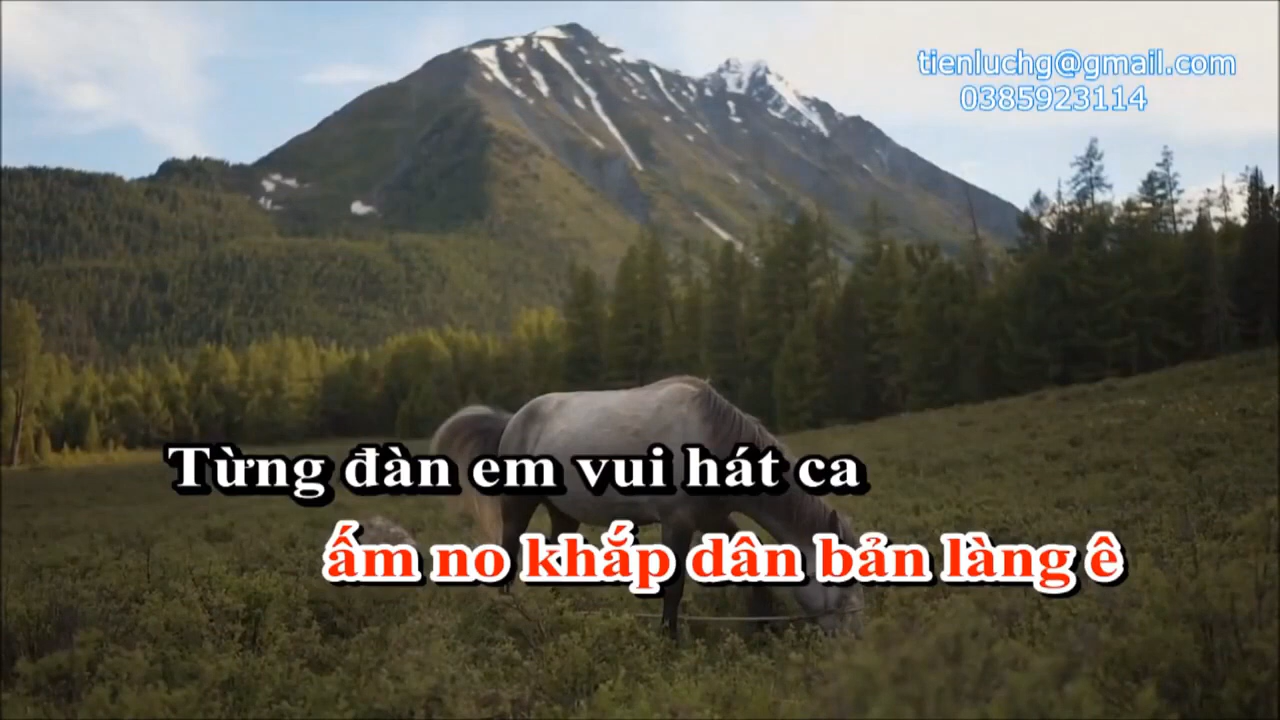 tienluchg@gmail.com
0385923114
Từng đàn em vui hát ca
ấm no khắp dân bản làng ê